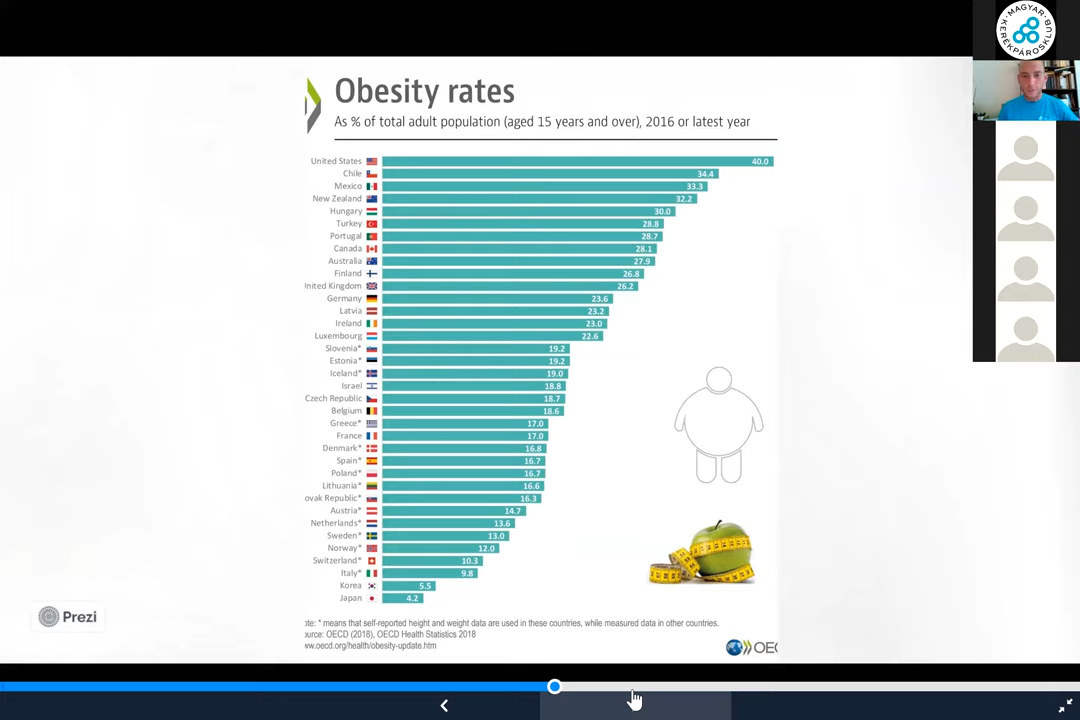 MAGYAR
KERÉKPÁROSKLUB
Obesity rates
As % of total adult population (aged 15 years and over), 2016 or latest year
United States 40.0
Chile 34.4
Mexico 33.3
New Zealand 32.2
Hungary 30.0
Turkey 28.8
Portugal 28.7
Canada 28.1
Australia 27.9
Finland 26.8
nited Kingdom 26.2
Germany 23.6
Latvia 23.2
Ireland 23.0
Luxembourg 22.6
Slovenia* 19.2
Estonia* 19.2
Iceland* 19.0
Israel 18.8
Czech Republic 18.7
Belgium 18.6
Greece* 17.0
France 17.0
Denmark* 16.8
Spain* 16.7
Poland* 16.7
Lithuania* 16.6
ovak Republic* 16.3
Austria* 14.7
Netherlands* 13.6
Sweden* 13.0
Norway* 12.0
Switzerland* 10.3
Italy* 9.8
Korea 5.5
Japan 4.2
Prezi
te: * means that self-reported height and weight data are used in these countries, while measured data in other countries.
urce: OECD (2018), OECD Health Statistics 2018
w.oecd.org/health/obesity-update.htm
OEC